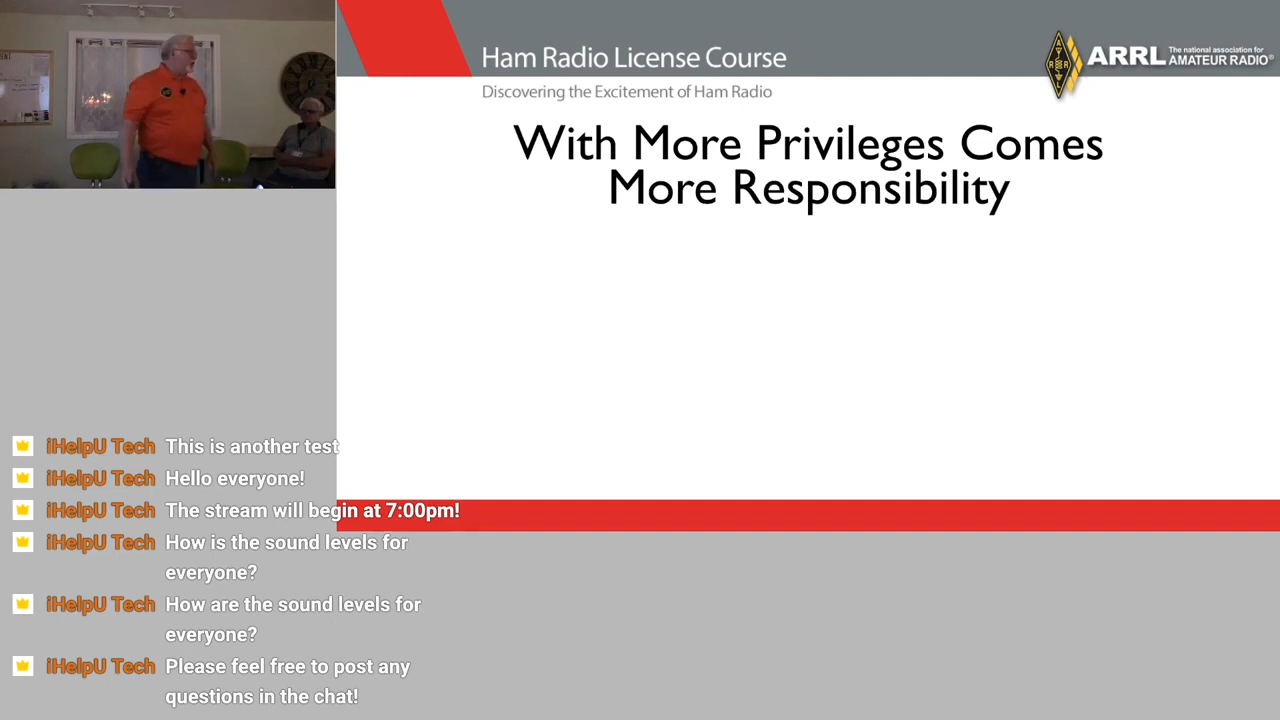 Ham Radio License Course
ARRL The national association for
AMATEUR RADIO®
Discovering the Excitement of Ham Radio
With More Privileges Comes
More Responsibility
iHelpU Tech This is another test
iHelpU Tech Hello everyone!
iHelpU Tech The stream will begin at 7:00pm!
iHelpU Tech How is the sound levels for
everyone?
iHelpU Tech How are the sound levels for
everyone?
iHelpU Tech Please feel free to post any
questions in the chat!